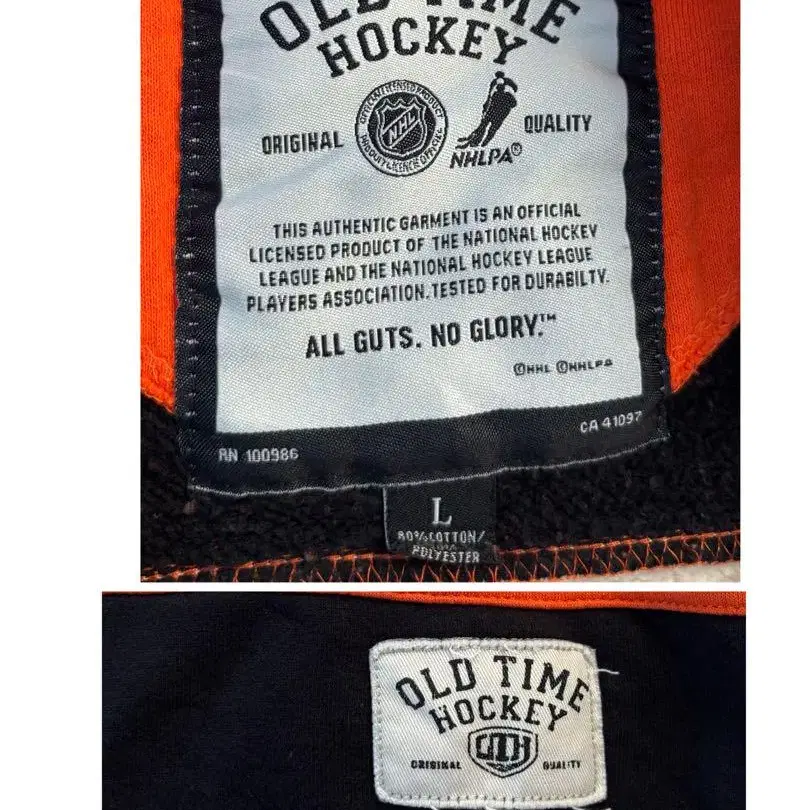 OLD TIME
HOCKEY
ORIGINAL
NHL
NHLPA®
QUALITY
THIS AUTHENTIC GARMENT IS AN OFFICIAL
LICENSED PRODUCT OF THE NATIONAL HOCKEY
LEAGUE AND THE NATIONAL HOCKEY LEAGUE
PLAYERS ASSOCIATION.TESTED FOR DURABILTY.
ALL GUTS. NO GLORY.™
©NHL ©NHLPA
RN 100986
CA 41097
L
80%COTTON/
POLYESTER
OLD TIME
HOCKEY
OTH
ORIGINAL
QUALITY